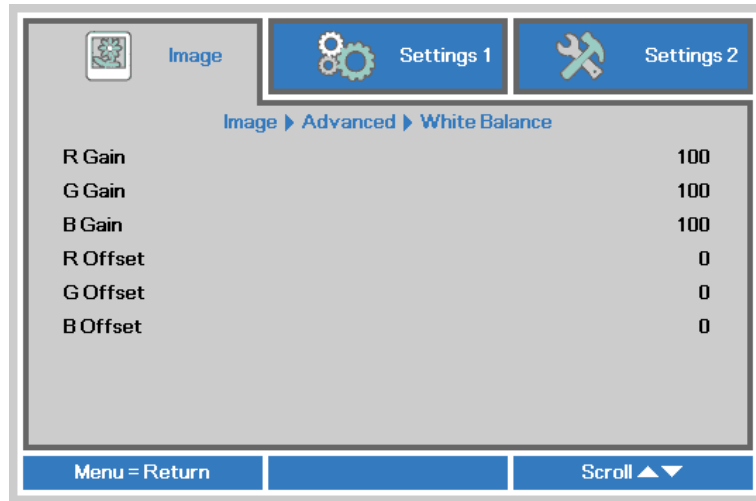 Image Settings 1 Settings 2
Image ▶ Advanced ▶ White Balance
R Gain 100
G Gain 100
B Gain 100
R Offset 0
G Offset 0
B Offset 0
Menu = Return Scroll ▲▼